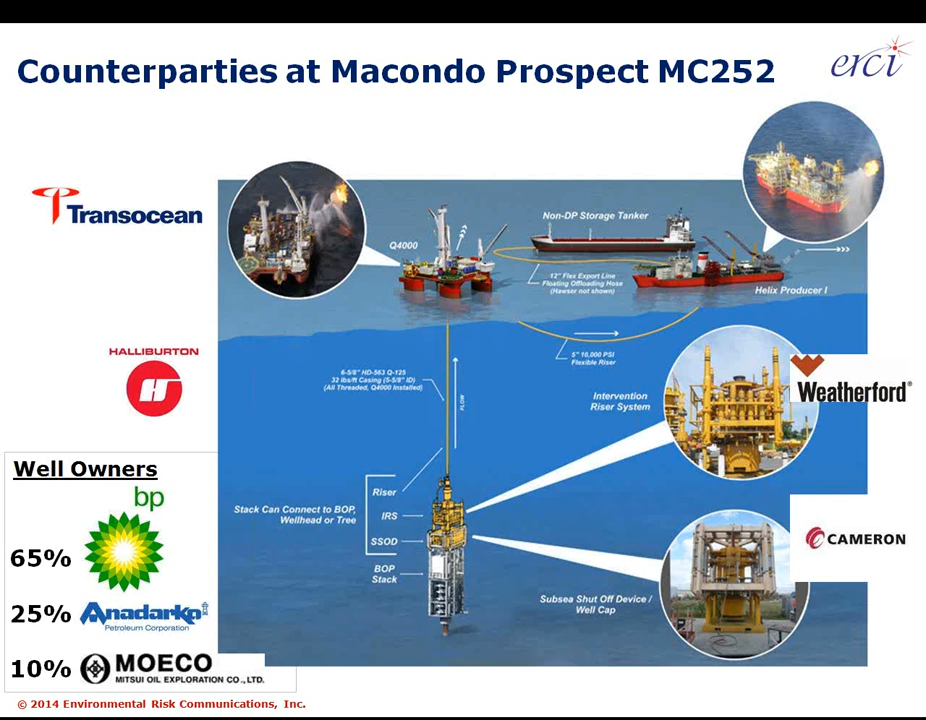 Counterparties at Macondo Prospect MC252
erci
Transocean
HALLIBURTON
H
Well Owners
bp
65%
25% Anadarko
Petroleum Corporation
10% MOECO
MITSUI OIL EXPLORATION CO.,LTD.
Q4000
Non-DP Storage Tanker
12" Flex Export Line
Floating Offloading Hose
(Hawser not shown)
Helix Producer I
5" 10,000 PSI
Flexible Riser
6-5/8" HD-563 Q-125
32 lbs/ft Casing (5-5/8" ID)
(All Threaded, Q4000 Installed)
FLOW
Intervention
Riser System
Weatherford®
Stack Can Connect to BOP,
Wellhead or Tree
Riser
IRS
SSOD
BOP
Stack
CAMERON
Subsea Shut Off Device /
Well Cap
© 2014 Environmental Risk Communications, Inc.